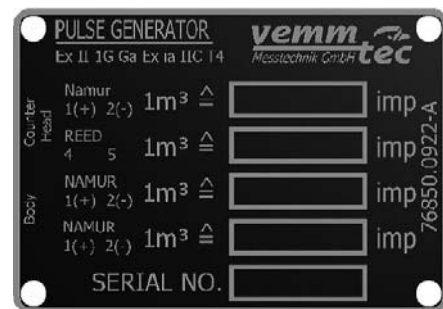 PULSE GENERATOR
Ex II 1G Ga Ex ia IIC T4
vemm tec
Messtechnik GmbH
Counter Head
Namur
1(+) 2(-) 1m³ ≙ imp
REED
4 5 1m³ ≙ imp
Body
NAMUR
1(+) 2(-) 1m³ ≙ imp
NAMUR
1(+) 2(-) 1m³ ≙ imp
SERIAL NO.
76850.0922-A